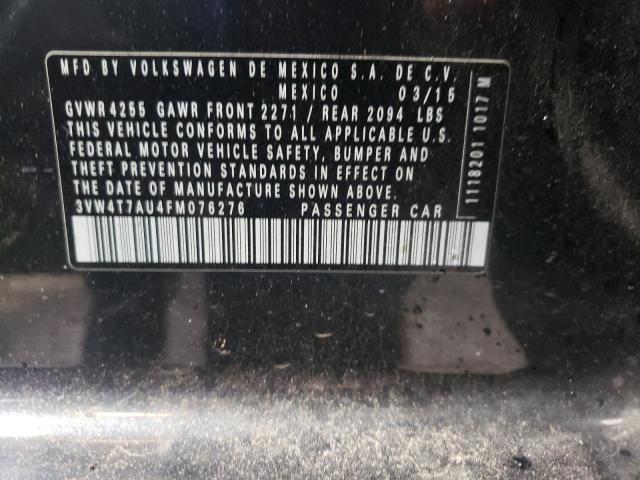 MFD BY VOLKSWAGEN DE MEXICO S.A. DE C.V.
MEXICO 03/15
GVWR 4255 GAWR FRONT 2271 / REAR 2094 LBS
THIS VEHICLE CONFORMS TO ALL APPLICABLE U.S.
FEDERAL MOTOR VEHICLE SAFETY, BUMPER AND
THEFT PREVENTION STANDARDS IN EFFECT ON
THE DATE OF MANUFACTURE SHOWN ABOVE.
3VW4T7AU4FM076276 PASSENGER CAR
1118201 1017 M